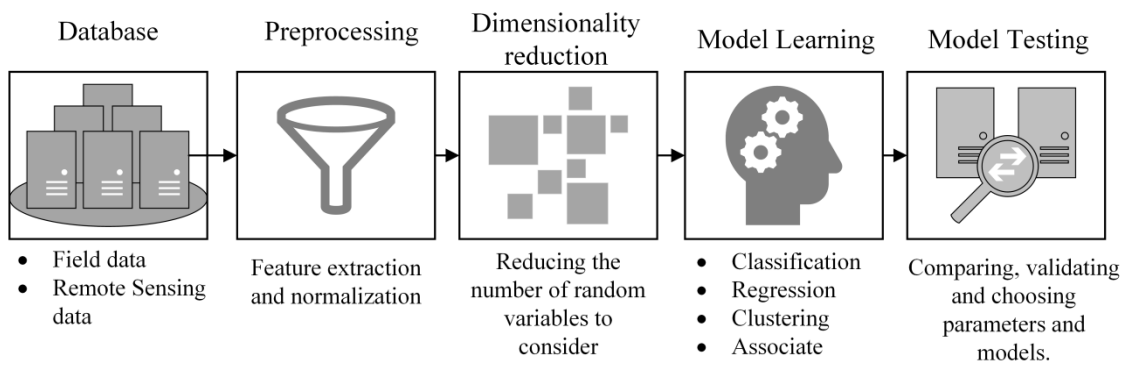 Database
Preprocessing
Dimensionality
reduction
Model Learning
Model Testing
• Field data
• Remote Sensing
data
Feature extraction
and normalization
Reducing the
number of random
variables to
consider
• Classification
• Regression
• Clustering
• Associate
Comparing, validating
and choosing
parameters and
models.